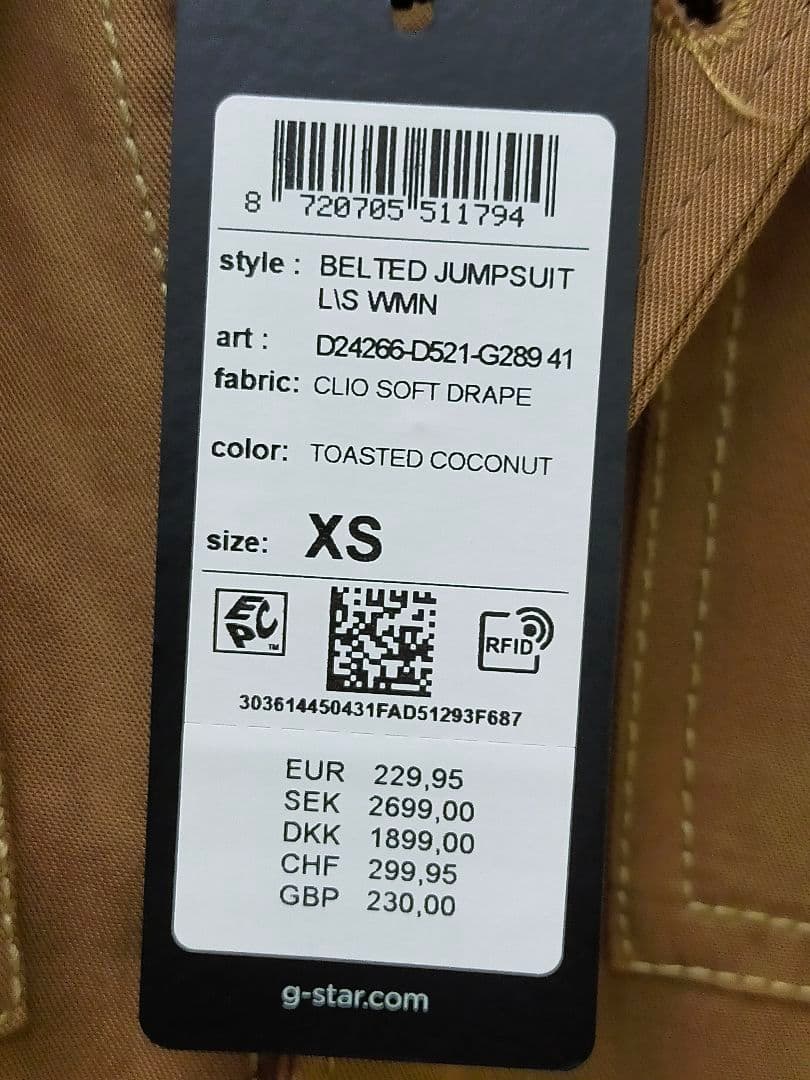 8 720705 511794
style : BELTED JUMPSUIT
L\S WMN
art : D24266-D521-G289 41
fabric: CLIO SOFT DRAPE
color: TOASTED COCONUT
size: XS
EPC TM
RFID
303614450431FAD51293F687
EUR 229,95
SEK 2699,00
DKK 1899,00
CHF 299,95
GBP 230,00
g-star.com